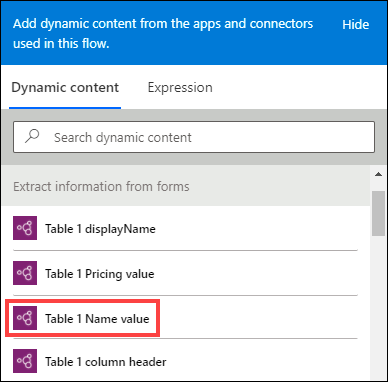 Add dynamic content from the apps and connectors Hide
used in this flow.
Dynamic content Expression
Search dynamic content
Extract information from forms
Table 1 displayName
Table 1 Pricing value
Table 1 Name value
Table 1 column header